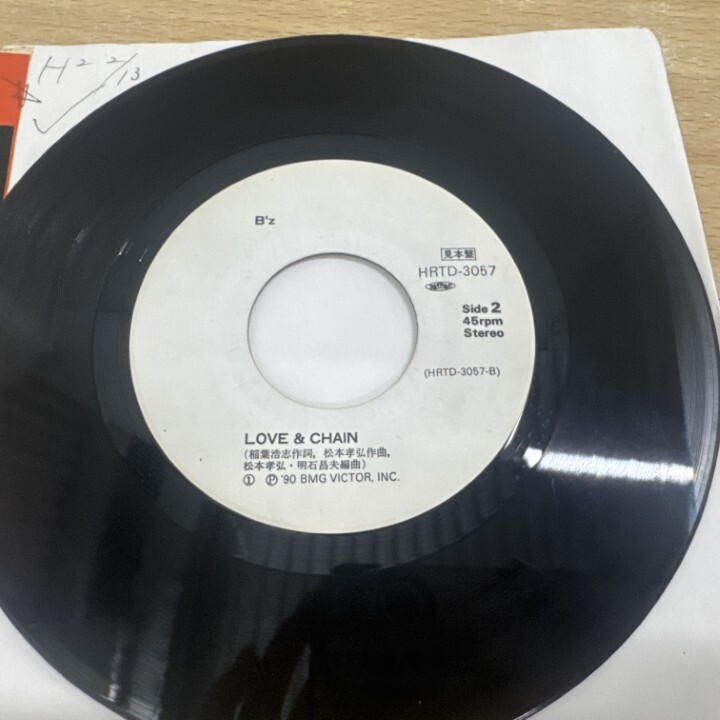 H 2 2/13
B'z
見本盤
HRTD-3057
Side 2
45rpm
Stereo
(HRTD-3057-B)
LOVE & CHAIN
(稲葉浩志作詞, 松本孝弘作曲,
松本孝弘・明石昌夫編曲)
① Ⓟ '90 BMG VICTOR, INC.